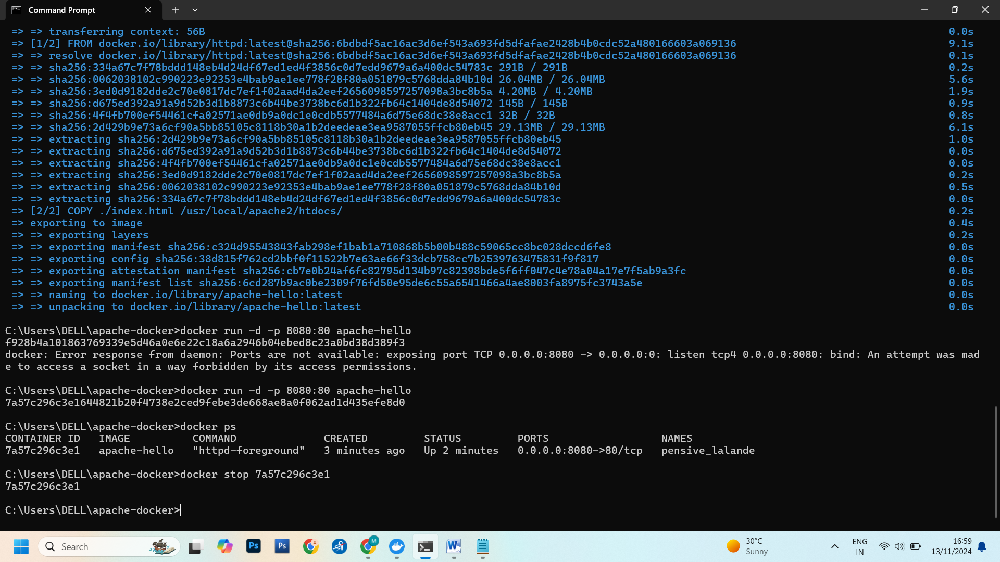 Command Prompt
=> => transferring context: 56B 0.0s
=> [1/2] FROM docker.io/library/httpd:latest@sha256:6bdbdf5ac16ac3d6ef543a693fd5dfafae2428b4b0cdc52a480166603a069136 9.1s
=> => resolve docker.io/library/httpd:latest@sha256:6bdbdf5ac16ac3d6ef543a693fd5dfafae2428b4b0cdc52a480166603a069136 0.1s
=> => sha256:334a67c7f78bddd148eb4d24df67ed1ed4f3856c0d7edd9679a6a400dc54783c 291B / 291B 0.2s
=> => sha256:0062038102c990223e92353e4bab9ae1ee778f28f80a051879c5768dda84b10d 26.04MB / 26.04MB 5.6s
=> => sha256:3ed0d9182dde2c70e0817dc7ef1f02aad4da2eef2656098597257098a3bc8b5a 4.20MB / 4.20MB 1.9s
=> => sha256:d675ed392a91a9d52b3d1b8873c6b44be3738bc6d1b322fb64c1404de8d54072 145B / 145B 0.9s
=> => sha256:4f4fb700ef54461cfa02571ae0db9a0dc1e0cdb5577484a6d75e68dc38e8acc1 32B / 32B 0.8s
=> => sha256:2d429b9e73a6cf90a5bb85105c8118b30a1b2deedeae3ea9587055ffcb80eb45 29.13MB / 29.13MB 6.1s
=> => extracting sha256:2d429b9e73a6cf90a5bb85105c8118b30a1b2deedeae3ea9587055ffcb80eb45 1.0s
=> => extracting sha256:d675ed392a91a9d52b3d1b8873c6b44be3738bc6d1b322fb64c1404de8d54072 0.0s
=> => extracting sha256:4f4fb700ef54461cfa02571ae0db9a0dc1e0cdb5577484a6d75e68dc38e8acc1 0.0s
=> => extracting sha256:3ed0d9182dde2c70e0817dc7ef1f02aad4da2eef2656098597257098a3bc8b5a 0.2s
=> => extracting sha256:0062038102c990223e92353e4bab9ae1ee778f28f80a051879c5768dda84b10d 0.5s
=> => extracting sha256:334a67c7f78bddd148eb4d24df67ed1ed4f3856c0d7edd9679a6a400dc54783c 0.0s
=> [2/2] COPY ./index.html /usr/local/apache2/htdocs/ 0.2s
=> exporting to image 0.4s
=> => exporting layers 0.2s
=> => exporting manifest sha256:c324d95543843fab298ef1bab1a710868b5b00b488c59065cc8bc028dccd6fe8 0.0s
=> => exporting config sha256:38d815f762cd2bbf0f11522b7e63ae66f33dcb758cc7b2539763475831f9f817 0.0s
=> => exporting attestation manifest sha256:cb7e0b24af6fc82795d134b97c82398bde5f6ff047c4e78a04a17e7f5ab9a3fc 0.0s
=> => exporting manifest list sha256:6cd287b9ac0be2309f76fd50e95de6c55a6541466a4ae8003fa8975fc3743a5e 0.0s
=> => naming to docker.io/library/apache-hello:latest 0.0s
=> => unpacking to docker.io/library/apache-hello:latest 0.0s
C:\Users\DELL\apache-docker>docker run -d -p 8080:80 apache-hello
f928b4a101863769339e5d46a0e6e22c18a6a2946b04ebed8c23a0bd38d389f3
docker: Error response from daemon: Ports are not available: exposing port TCP 0.0.0.0:8080 -> 0.0.0.0:0: listen tcp4 0.0.0.0:8080: bind: An attempt was mad
e to access a socket in a way forbidden by its access permissions.
C:\Users\DELL\apache-docker>docker run -d -p 8080:80 apache-hello
7a57c296c3e1644821b20f4738e2ced9febe3de668ae8a0f062ad1d435efe8d0
C:\Users\DELL\apache-docker>docker ps
CONTAINER ID IMAGE COMMAND CREATED STATUS PORTS NAMES
7a57c296c3e1 apache-hello "httpd-foreground" 3 minutes ago Up 2 minutes 0.0.0.0:8080->80/tcp pensive_lalande
C:\Users\DELL\apache-docker>docker stop 7a57c296c3e1
7a57c296c3e1
C:\Users\DELL\apache-docker>
Search
Ps
Ps
M
W
30°C
Sunny
ENG
IN
16:59
13/11/2024